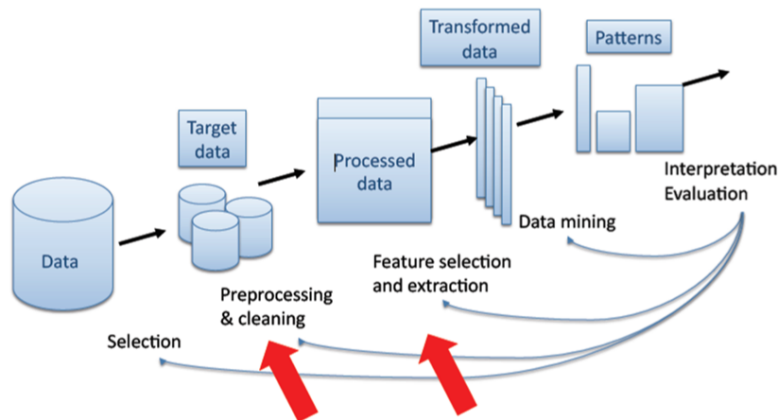 Transformed
data
Patterns
Target
data
Processed
data
Interpretation
Evaluation
Data mining
Data
Feature selection
and extraction
Preprocessing
& cleaning
Selection